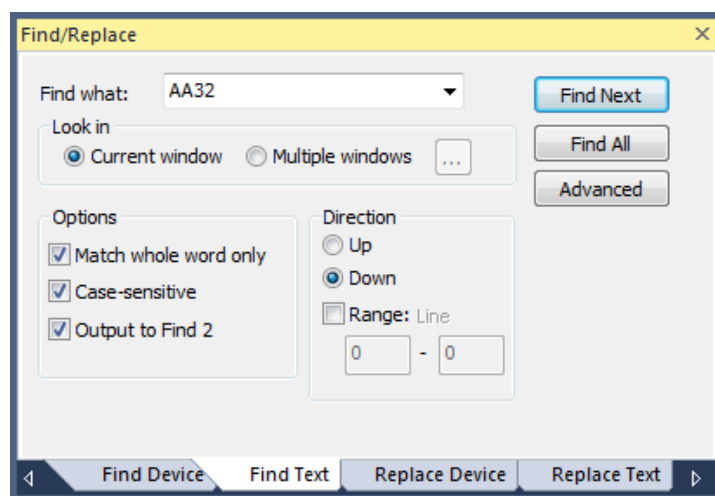 Find/Replace
Find what: AA32
Find Next
Look in
Current window Multiple windows ...
Find All
Advanced
Options
Match whole word only
Case-sensitive
Output to Find 2
Direction
Up
Down
Range: Line
0 - 0
Find Device Find Text Replace Device Replace Text